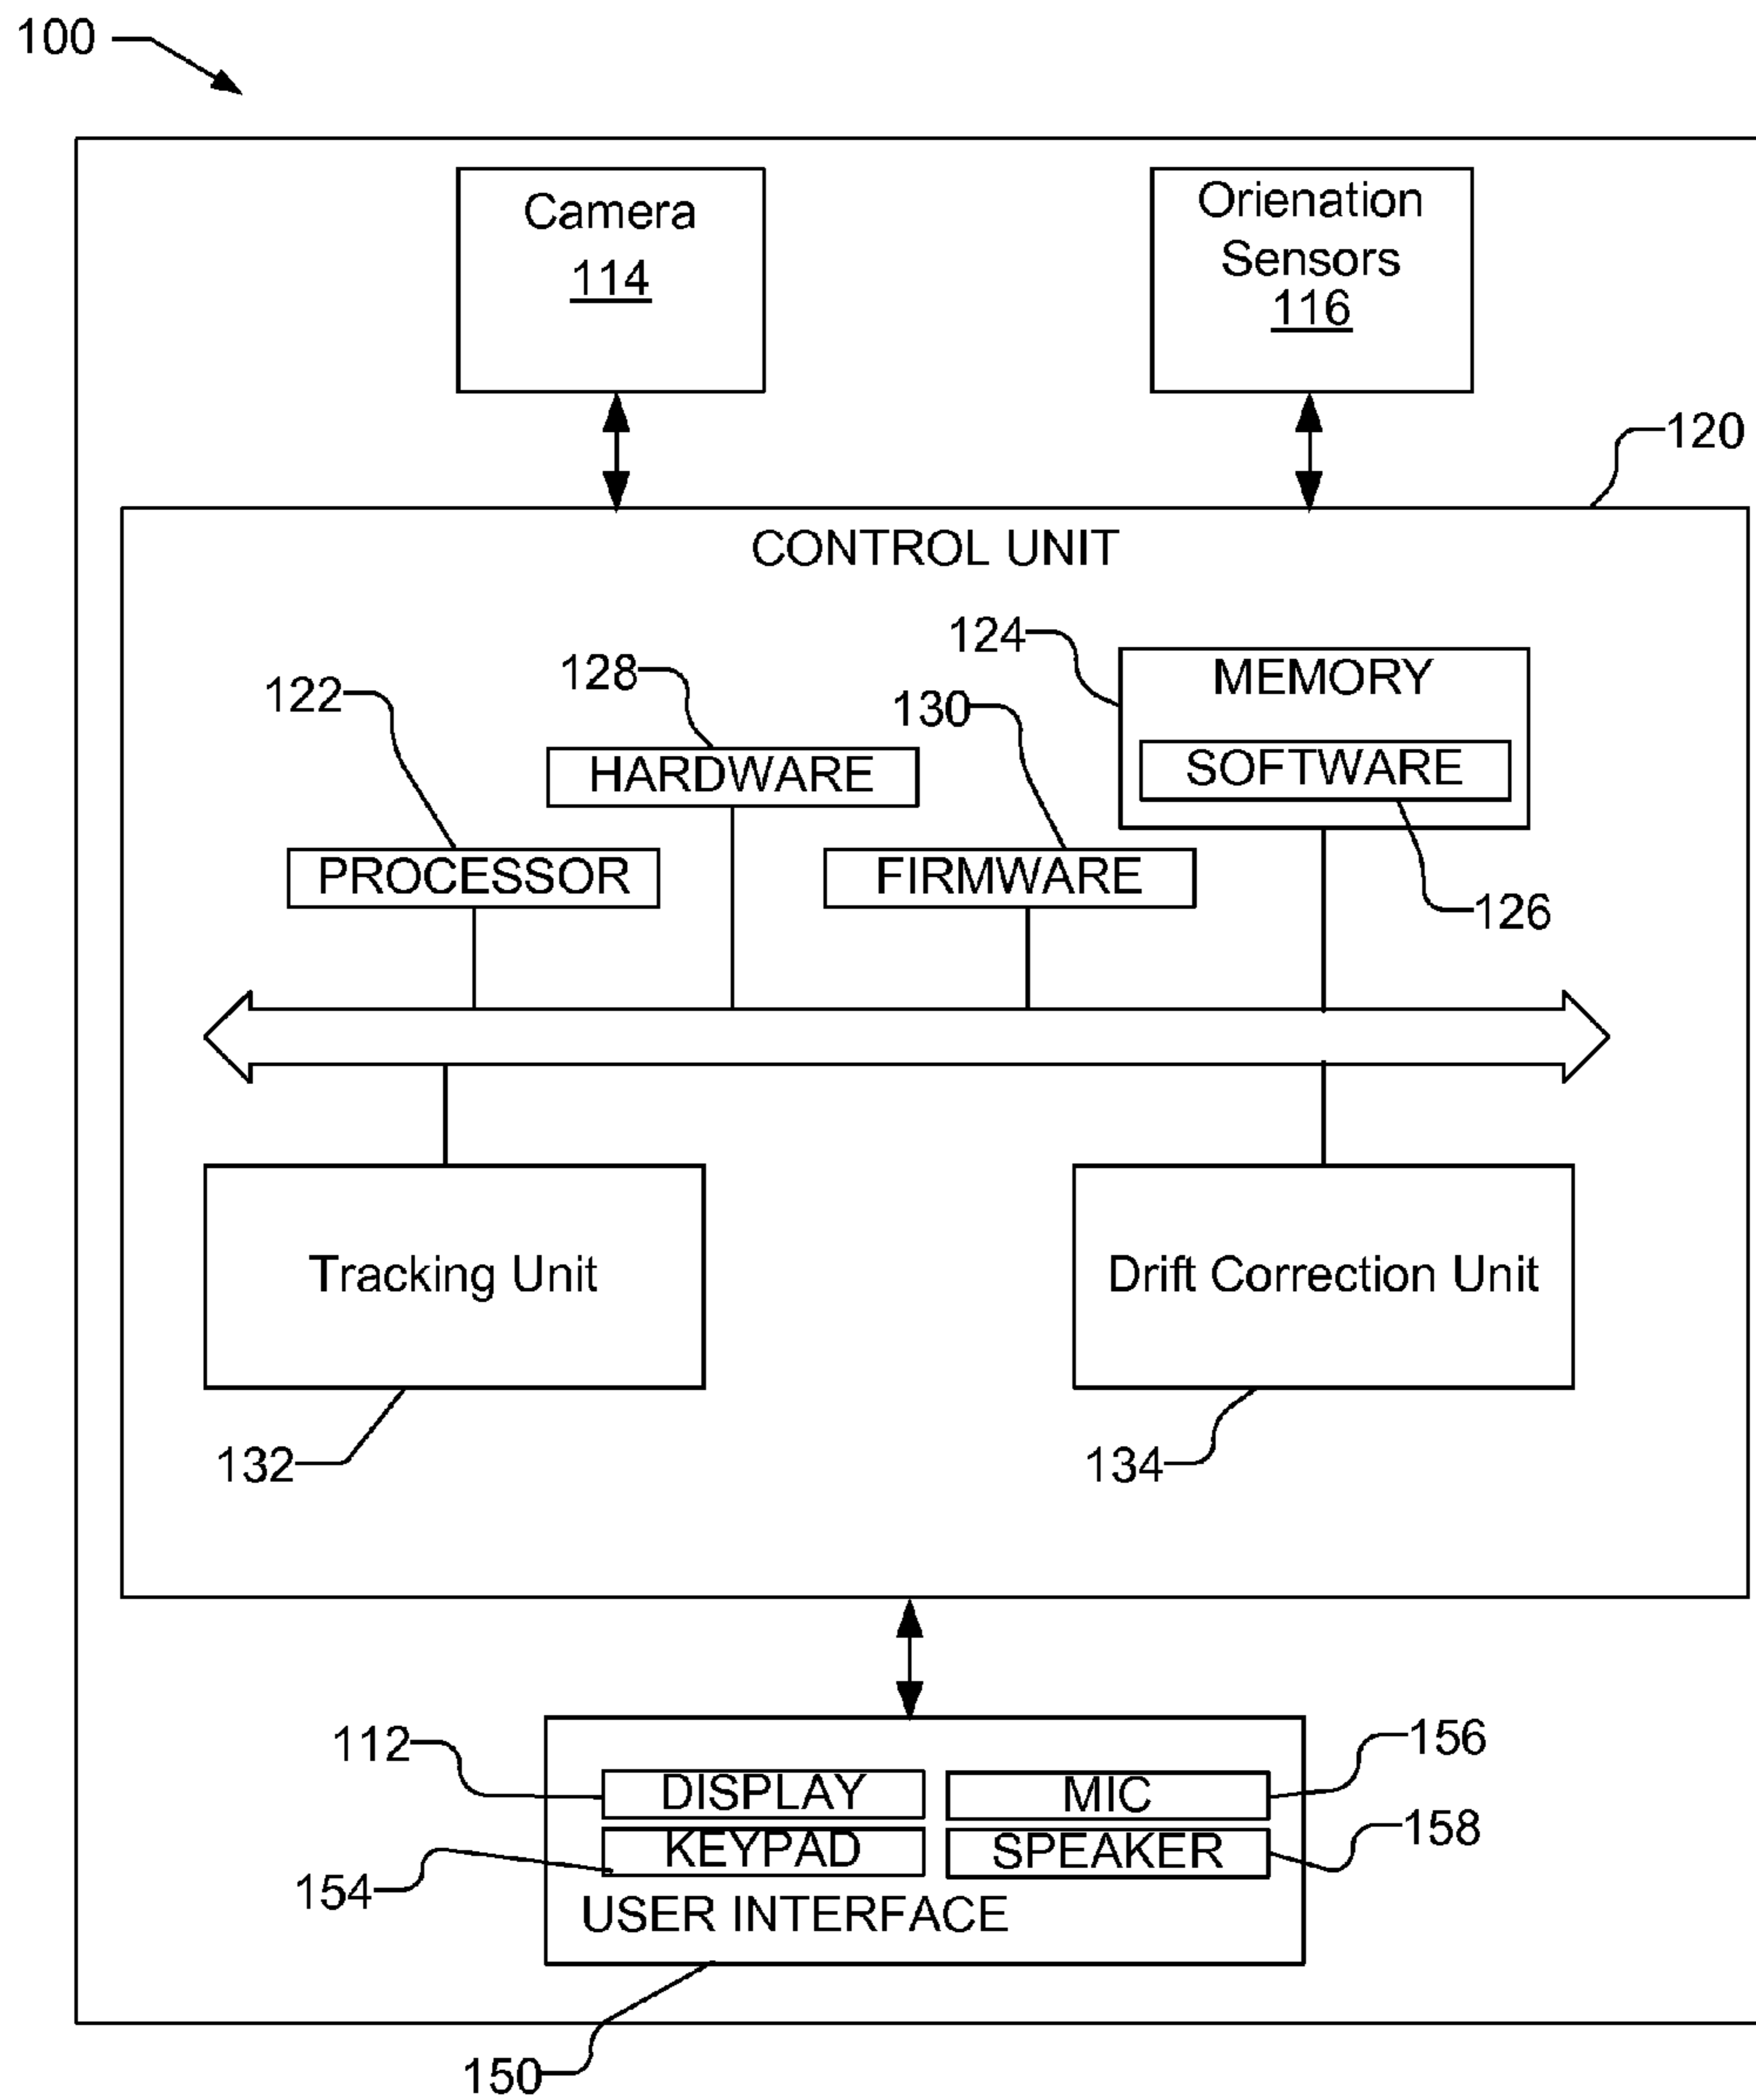 100
Camera
114
Orienation
Sensors
116
120
CONTROL UNIT
124
MEMORY
128
122
130
HARDWARE
SOFTWARE
PROCESSOR
FIRMWARE
126
Tracking Unit
Drift Correction Unit
132
134
112
156
DISPLAY
MIC
KEYPAD
SPEAKER
158
154
USER INTERFACE
150